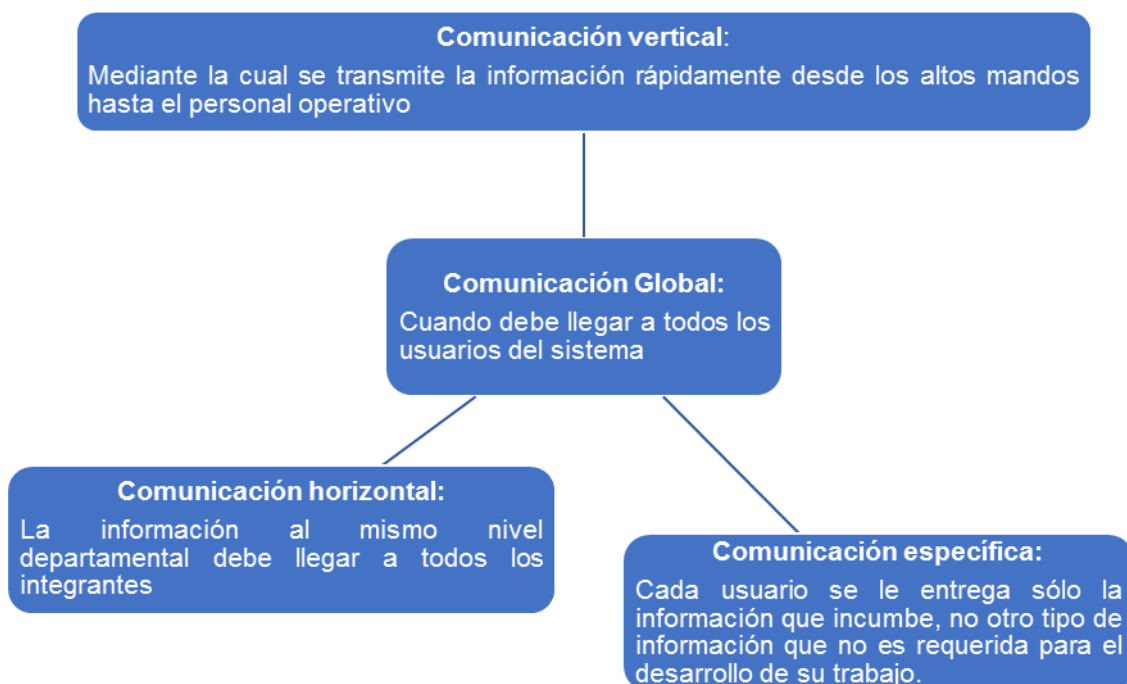 Comunicación vertical:
Mediante la cual se transmite la información rápidamente desde los altos mandos
hasta el personal operativo
Comunicación Global:
Cuando debe llegar a todos los
usuarios del sistema
Comunicación horizontal:
La información al mismo nivel
departamental debe llegar a todos los
integrantes
Comunicación específica:
Cada usuario se le entrega sólo la
información que incumbe, no otro tipo de
información que no es requerida para el
desarrollo de su trabajo.